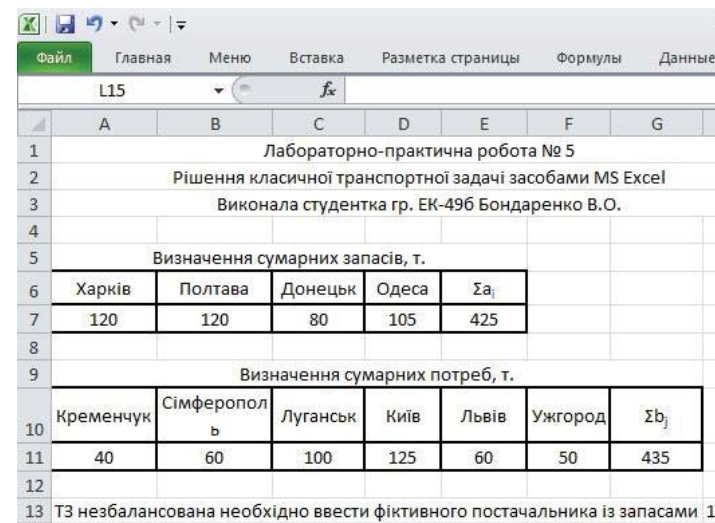 Файл Главная Меню Вставка Разметка страницы Формулы Данные
L15 fx
A B C D E F G
1 Лабораторно-практична робота № 5
2 Рішення класичної транспортної задачі засобами MS Excel
3 Виконала студентка гр. ЕК-49б Бондаренко В.О.
4
5 Визначення сумарних запасів, т.
6 Харків Полтава Донецьк Одеса Σai
7 120 120 80 105 425
8
9 Визначення сумарних потреб, т.
10 Кременчук Сімферополь Луганськ Київ Львів Ужгород Σbj
11 40 60 100 125 60 50 435
12
13 ТЗ незбалансована необхідно ввести фіктивного постачальника із запасами 1